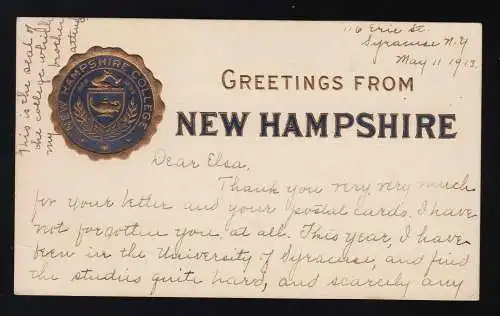 This is the seal of
the college which
my brother
attends
NEW HAMPSHIRE COLLEGE
116 Erie St.
Syracuse N.Y
May 11 1913.
GREETINGS FROM
NEW HAMPSHIRE
Dear Elsa,
Thank you very, very much
for your letter and your postal cards. I have
not forgotten you, at all. This year, I have
been in the University of Syracuse, and find
the studies quite hard, and scarcely any